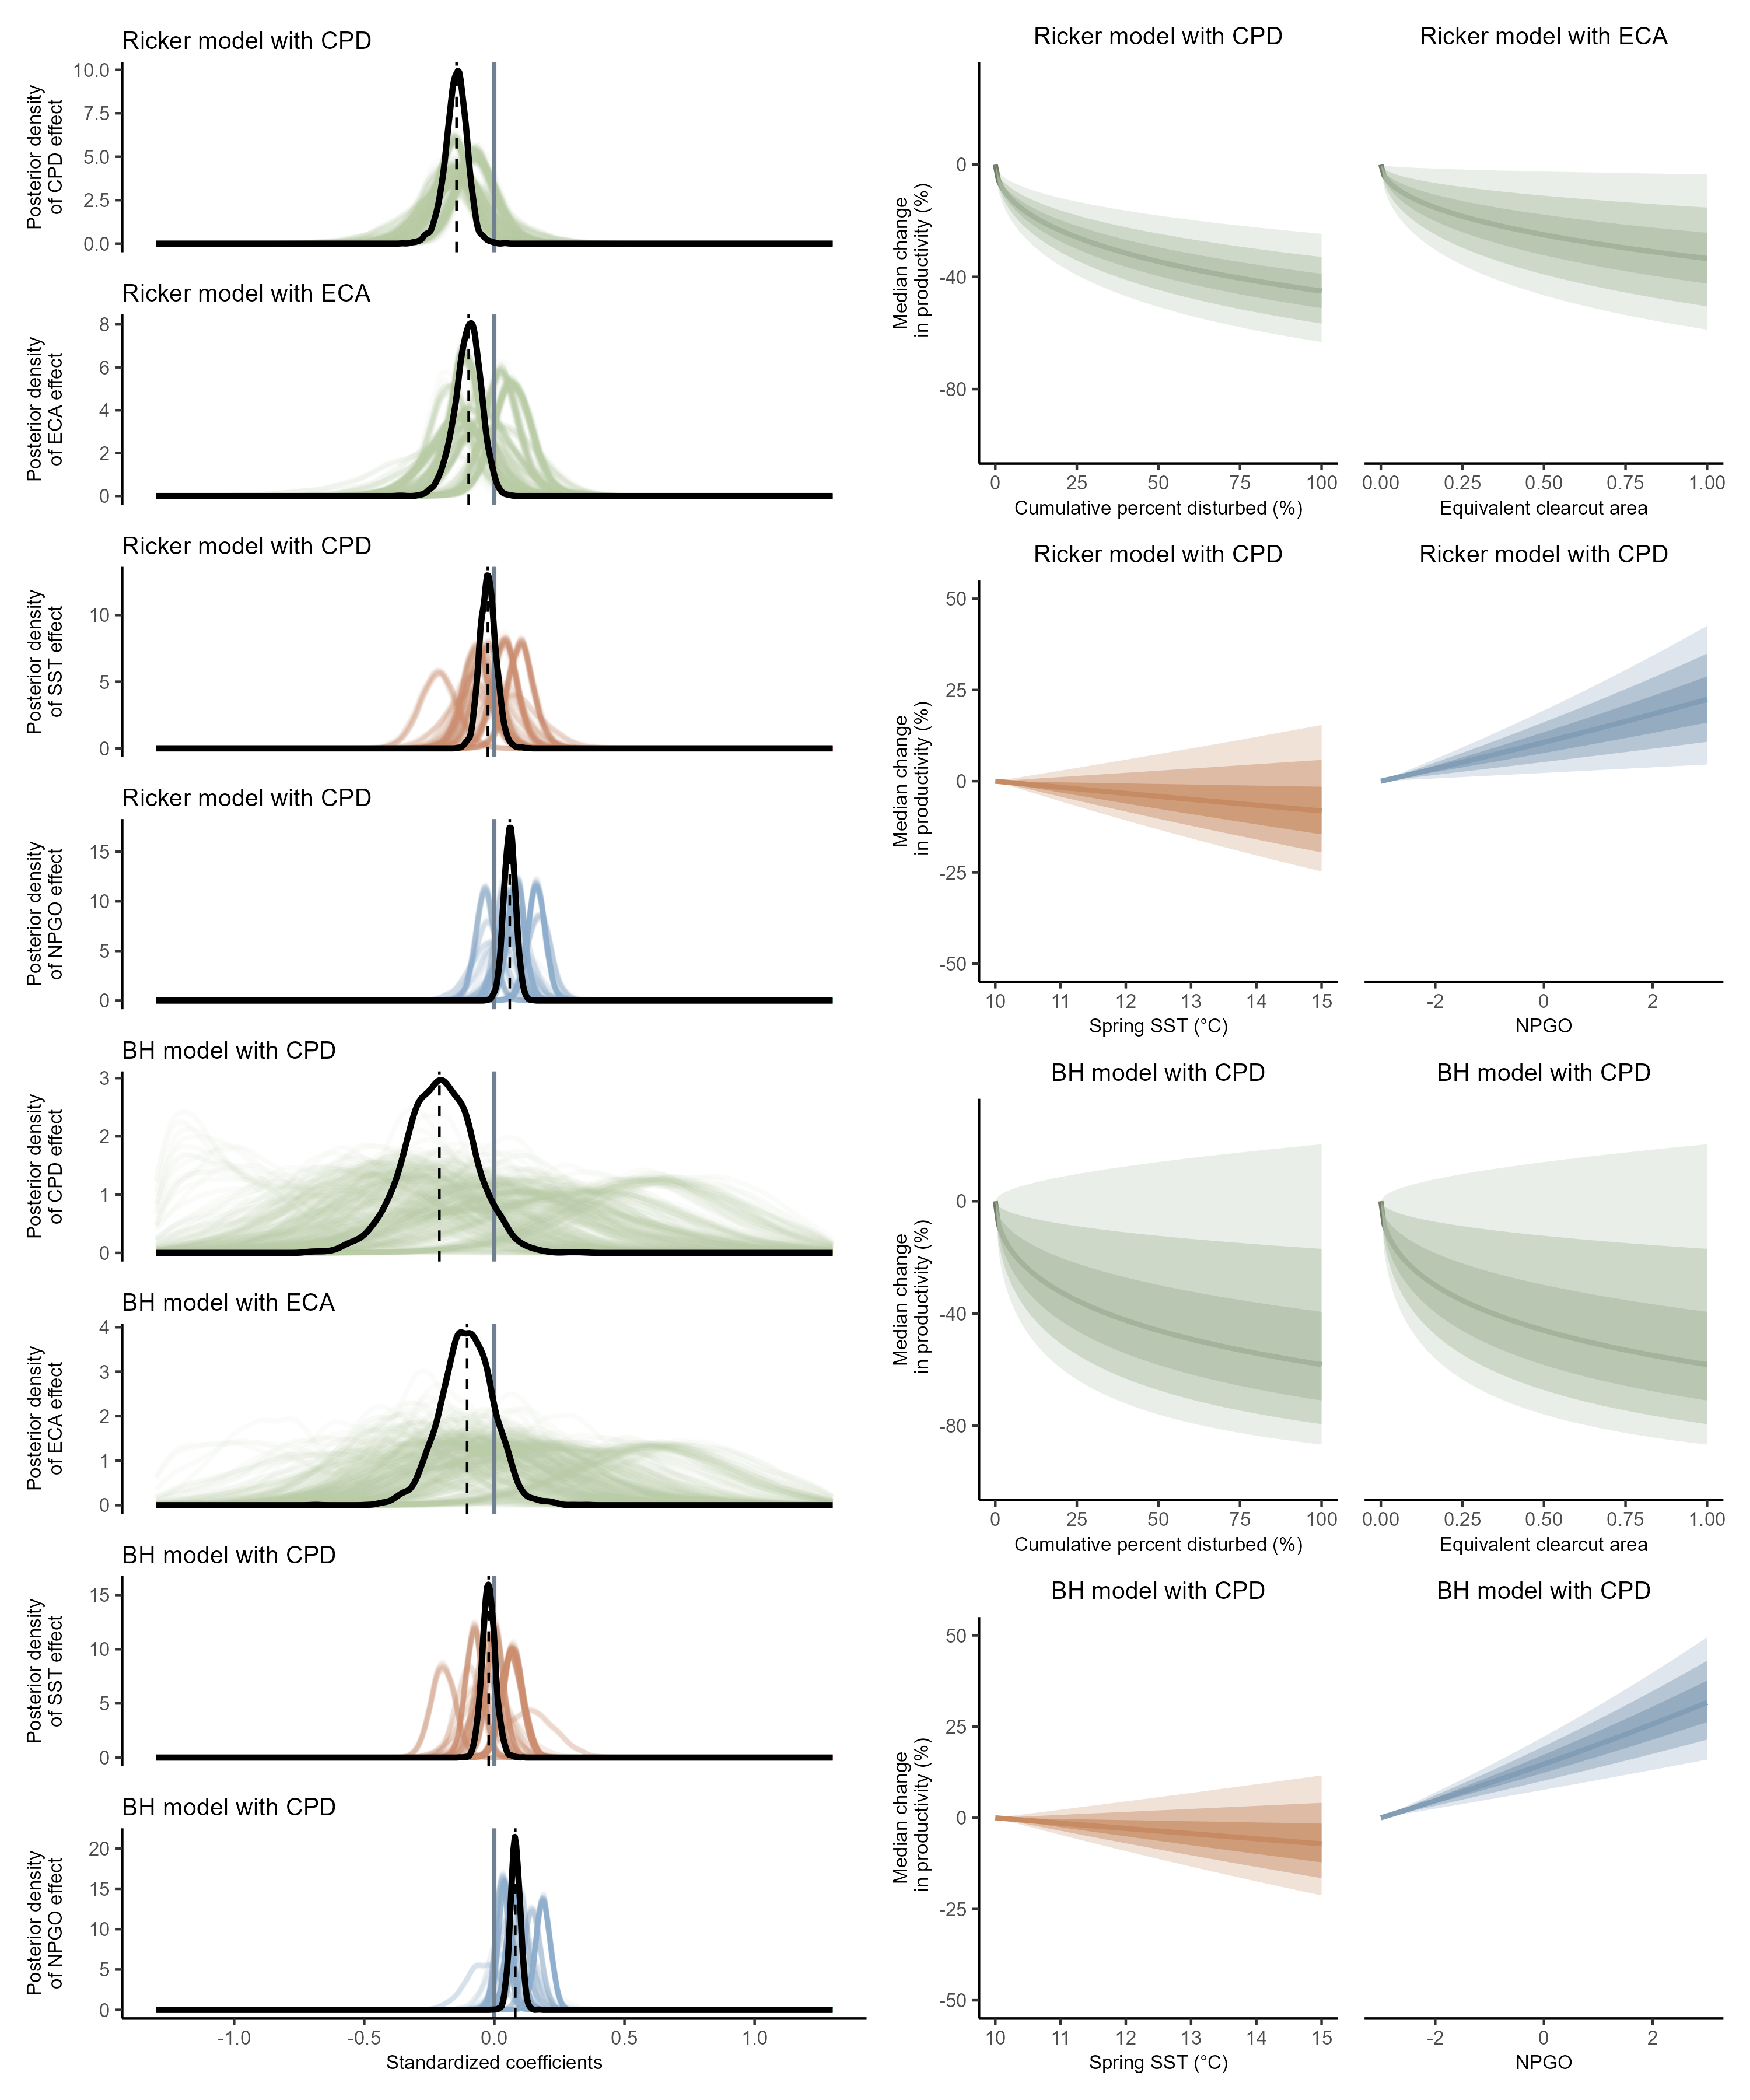 Ricker model with CPD
Posterior density
of CPD effect
10.0
7.5
5.0
2.5
0.0
Ricker model with ECA
Posterior density
of ECA effect
8
6
4
2
0
Ricker model with CPD
Posterior density
of SST effect
10
5
0
Ricker model with CPD
Posterior density
of NPGO effect
15
10
5
0
BH model with CPD
Posterior density
of CPD effect
3
2
1
0
BH model with ECA
Posterior density
of ECA effect
4
3
2
1
0
BH model with CPD
Posterior density
of SST effect
15
10
5
0
BH model with CPD
Posterior density
of NPGO effect
20
15
10
5
0
-1.0 -0.5 0.0 0.5 1.0
Standardized coefficients
Ricker model with CPD
Median change
in productivity (%)
0
-40
-80
0 25 50 75 100
Cumulative percent disturbed (%)
Ricker model with ECA
0.00 0.25 0.50 0.75 1.00
Equivalent clearcut area
Ricker model with CPD
Median change
in productivity (%)
50
25
0
-25
-50
10 11 12 13 14 15
Spring SST (°C)
Ricker model with CPD
-2 0 2
NPGO
BH model with CPD
Median change
in productivity (%)
0
-40
-80
0 25 50 75 100
Cumulative percent disturbed (%)
BH model with CPD
0.00 0.25 0.50 0.75 1.00
Equivalent clearcut area
BH model with CPD
Median change
in productivity (%)
50
25
0
-25
-50
10 11 12 13 14 15
Spring SST (°C)
BH model with CPD
-2 0 2
NPGO